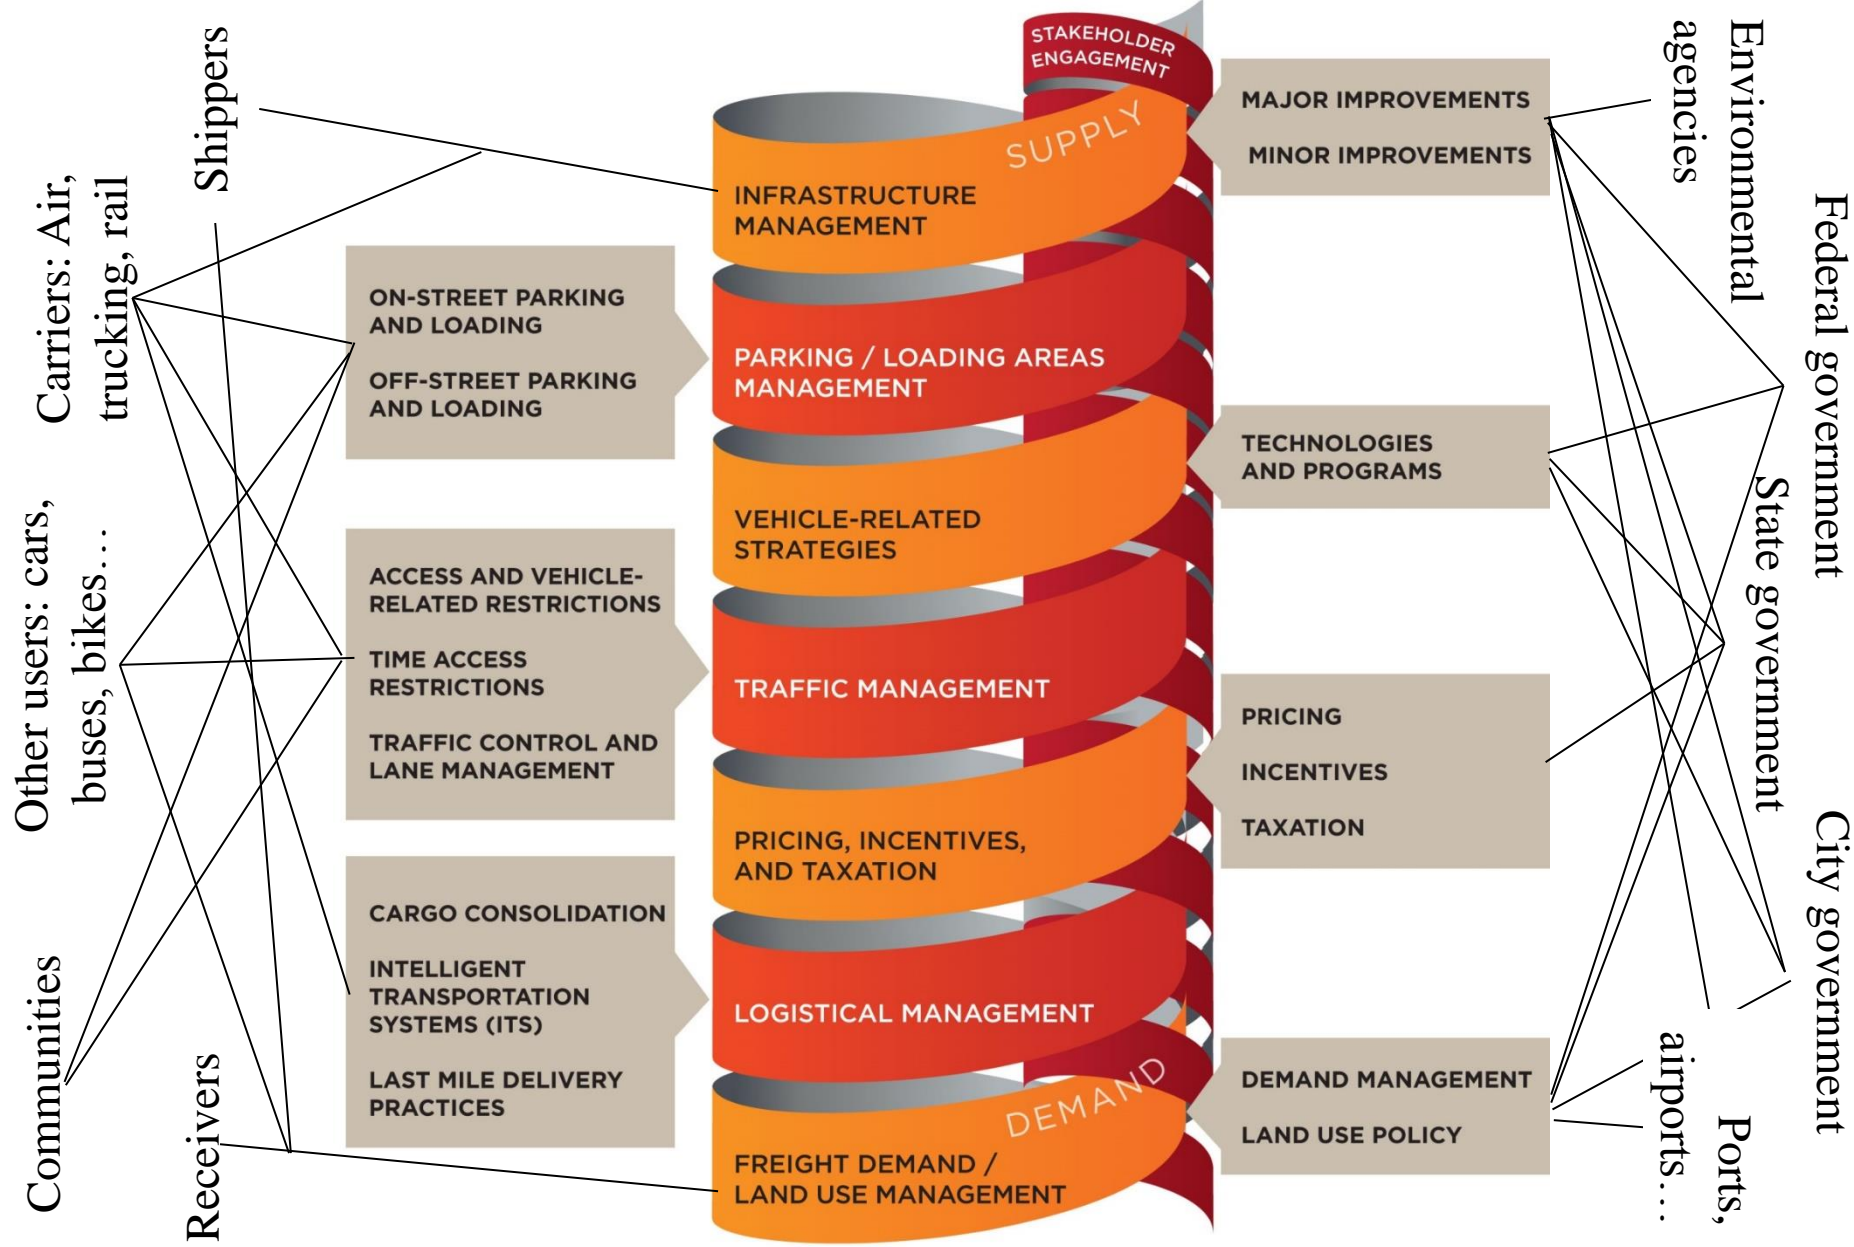 Shippers
Carriers: Air,
trucking, rail
Other users: cars,
buses, bikes…
Communities
Receivers
ON-STREET PARKING
AND LOADING
OFF-STREET PARKING
AND LOADING
ACCESS AND VEHICLE-
RELATED RESTRICTIONS
TIME ACCESS
RESTRICTIONS
TRAFFIC CONTROL AND
LANE MANAGEMENT
CARGO CONSOLIDATION
INTELLIGENT
TRANSPORTATION
SYSTEMS (ITS)
LAST MILE DELIVERY
PRACTICES
STAKEHOLDER
ENGAGEMENT
SUPPLY
INFRASTRUCTURE
MANAGEMENT
PARKING / LOADING AREAS
MANAGEMENT
VEHICLE-RELATED
STRATEGIES
TRAFFIC MANAGEMENT
PRICING, INCENTIVES,
AND TAXATION
LOGISTICAL MANAGEMENT
DEMAND
FREIGHT DEMAND /
LAND USE MANAGEMENT
MAJOR IMPROVEMENTS
MINOR IMPROVEMENTS
TECHNOLOGIES
AND PROGRAMS
PRICING
INCENTIVES
TAXATION
DEMAND MANAGEMENT
LAND USE POLICY
Environmental
agencies
Federal government
State government
City government
Ports,
airports…